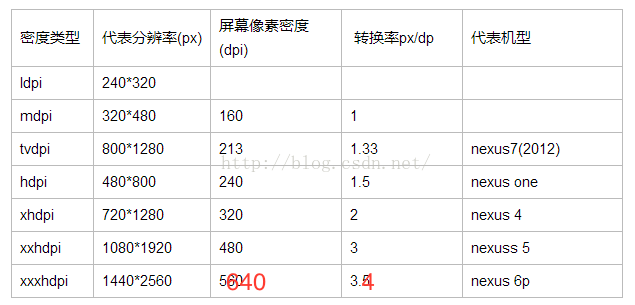 密度类型 代表分辨率(px) 屏幕像素密度(dpi) 转换率px/dp 代表机型
ldpi 240*320
mdpi 320*480 160 1
tvdpi 800*1280 213 1.33 nexus7(2012)
http://blog.csdn.net/
hdpi 480*800 240 1.5 nexus one
xhdpi 720*1280 320 2 nexus 4
xxhdpi 1080*1920 480 3 nexuss 5
xxxhdpi 1440*2560 560 640 3.5 4 nexus 6p